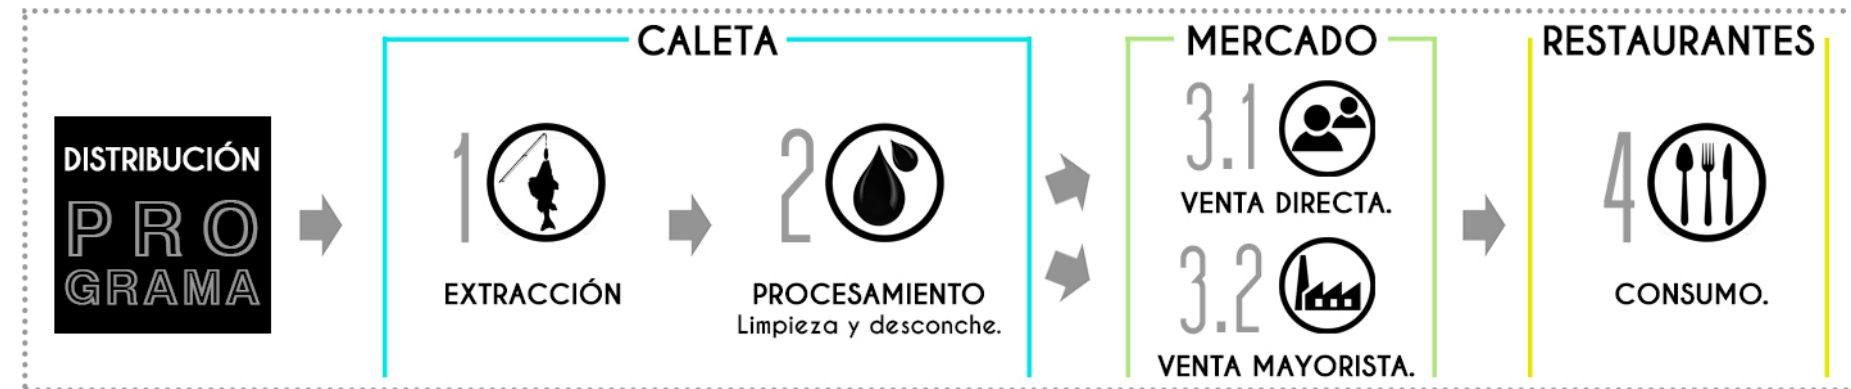 DISTRIBUCIÓN
PRO
GRAMA
CALETA
1
EXTRACCIÓN
2
PROCESAMIENTO
Limpieza y desconche.
MERCADO
3.1
VENTA DIRECTA.
3.2
VENTA MAYORISTA.
RESTAURANTES
4
CONSUMO.